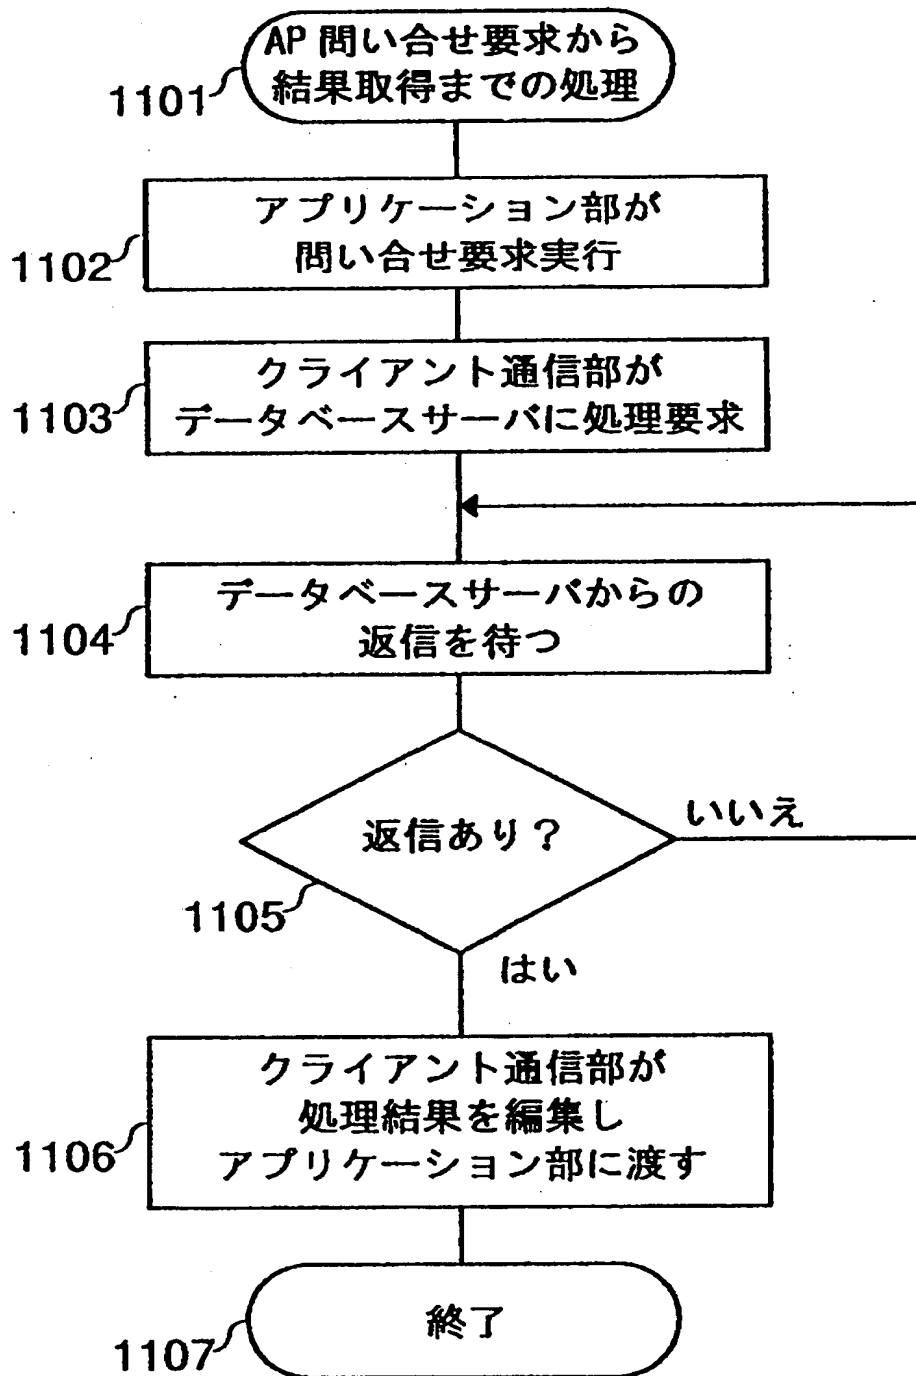 AP 問い合せ要求から
結果取得までの処理
1101
アプリケーション部が
問い合せ要求実行
1102
クライアント通信部が
データベースサーバに処理要求
1103
データベースサーバからの
返信を待つ
1104
返信あり？
いいえ
1105
はい
クライアント通信部が
処理結果を編集し
アプリケーション部に渡す
1106
終了
1107